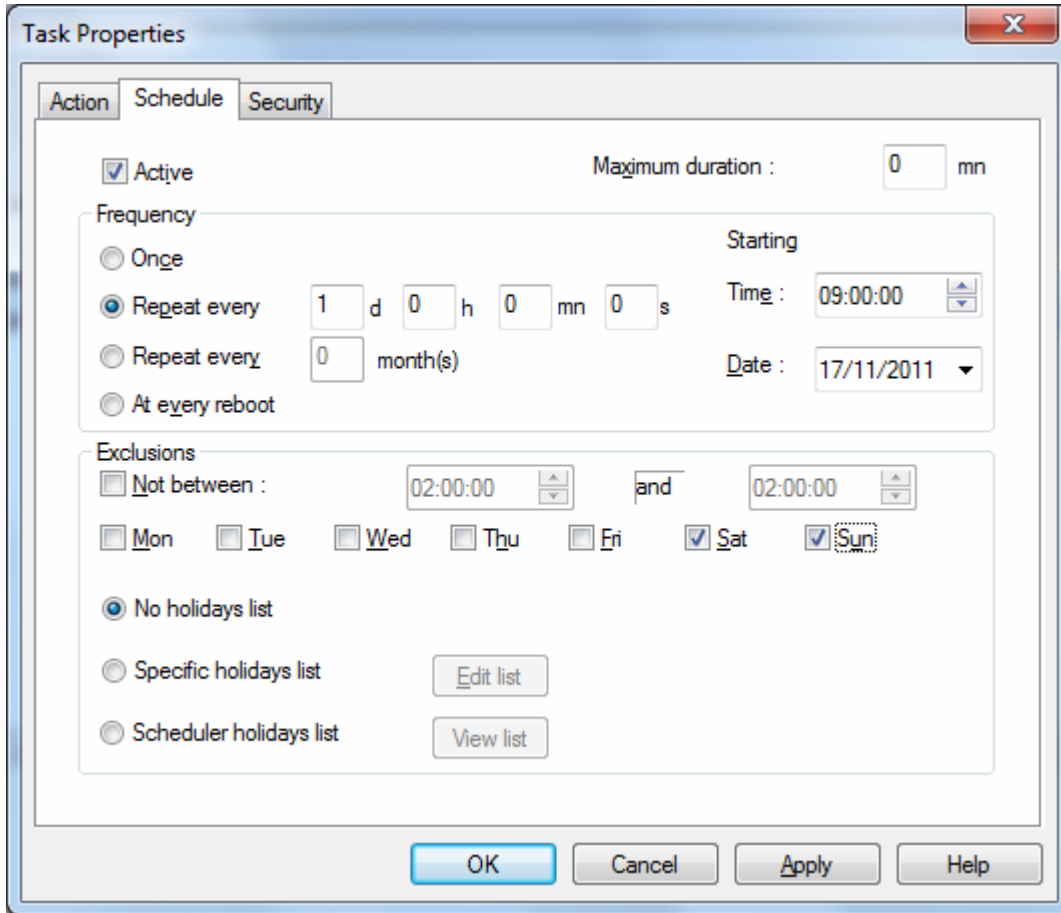 Task Properties
Action Schedule Security
Active Maximum duration : 0 mn
Frequency
Starting
Once
Repeat every 1 d 0 h 0 mn 0 s Time : 09:00:00
Repeat every 0 month(s) Date : 17/11/2011
At every reboot
Exclusions
Not between : 02:00:00 and 02:00:00
Mon Tue Wed Thu Fri Sat Sun
No holidays list
Specific holidays list Edit list
Scheduler holidays list View list
OK Cancel Apply Help